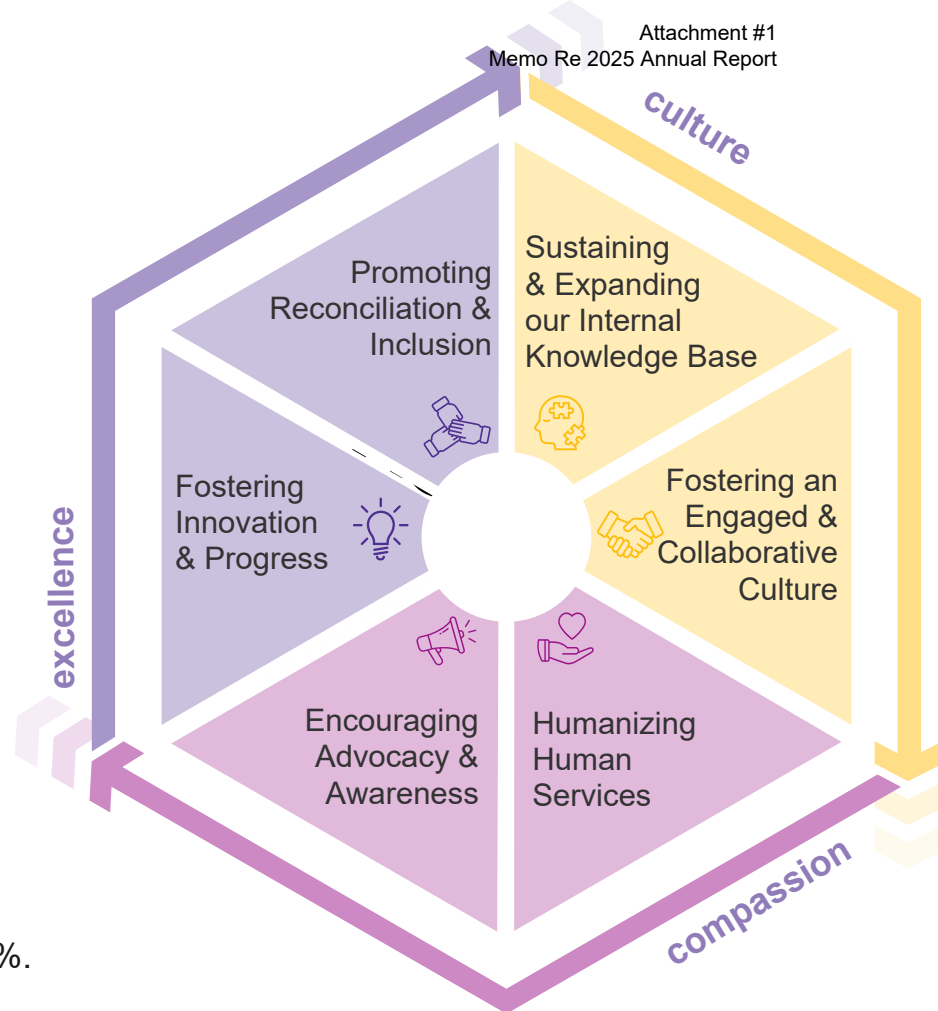 Attachment #1
Memo Re 2025 Annual Report
culture
Promoting
Reconciliation &
Inclusion
Sustaining
& Expanding
our Internal
Knowledge Base
Fostering
Innovation
& Progress
Fostering an
Engaged &
Collaborative
Culture
excellence
Encouraging
Advocacy &
Awareness
Humanizing
Human
Services
compassion
%.